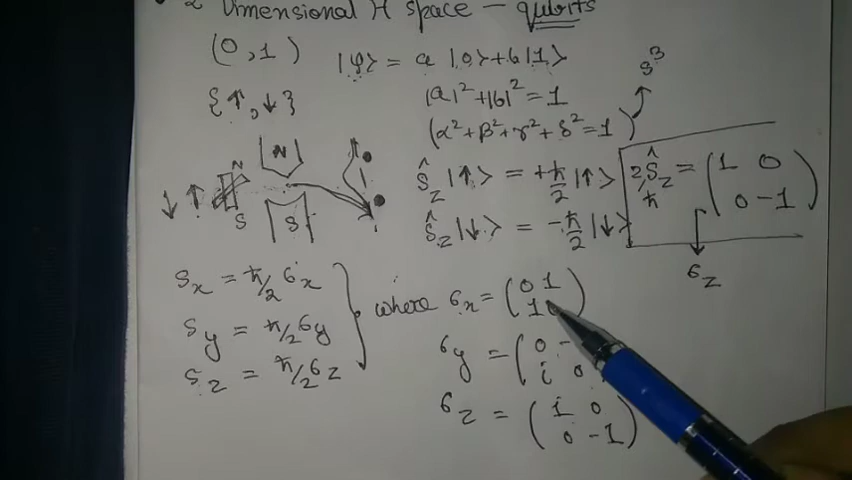 2 Dimensional H space – qubits
(0,1) |ψ> = a|0>+b|1>
{↑,↓} |a|²+|b|²=1
(α²+β²+γ²+δ²=1) S³
N N S S
Ŝz|↑> = +ħ/2|↑> 2/ħ Ŝz = (1 0
0 -1)
Ŝz|↓> = -ħ/2|↓>
σz
Sx = ħ/2 σx
where σx = (0 1
1
Sy = ħ/2 σy
σy = (0 -
i 0
Sz = ħ/2 σz
σz = (1 0
0 -1)